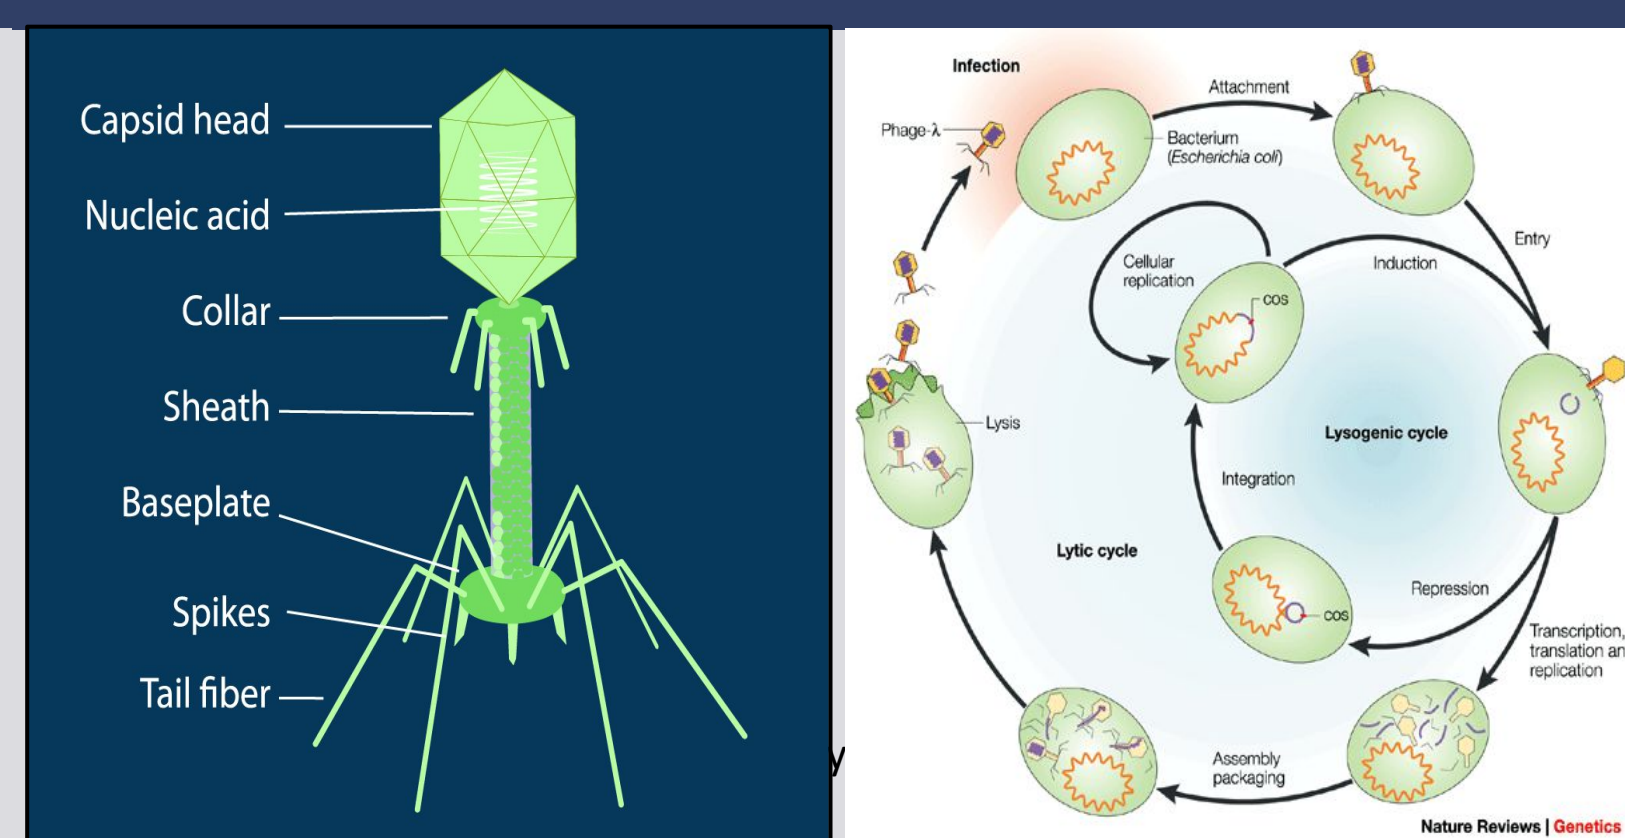 Capsid head
Nucleic acid
Collar
Sheath
Baseplate
Spikes
Tail fiber
y
Infection
Attachment
Phage-λ
Bacterium
(Escherichia coli)
Entry
Cellular
replication
Induction
cos
Lysis
Lysogenic cycle
Integration
Lytic cycle
Repression
cos
Transcription,
translation an
replication
Assembly
packaging
Nature Reviews | Genetics